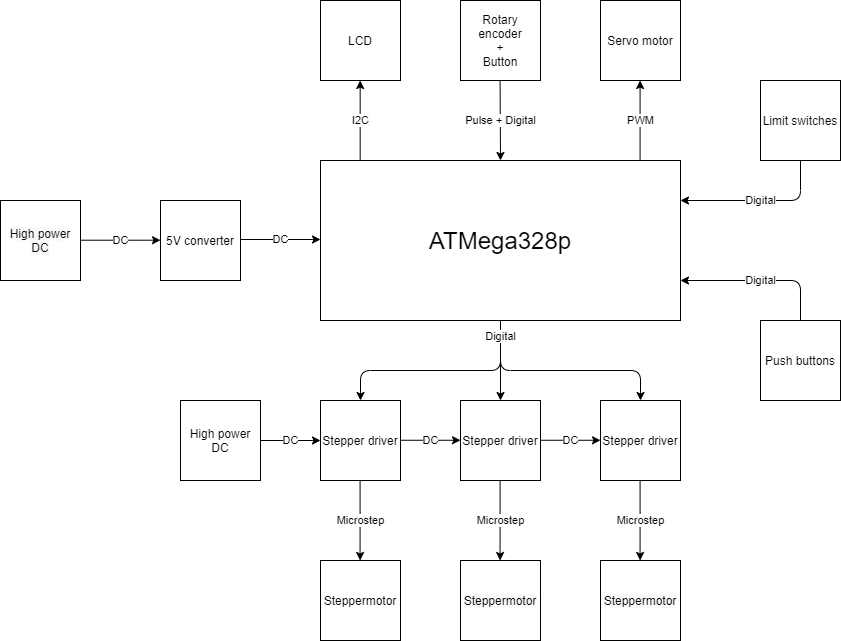 LCD
Rotary
encoder
+
Button
Servo motor
I2C
Pulse + Digital
PWM
Limit switches
Digital
High power
DC
DC
5V converter
DC
ATMega328p
Digital
Push buttons
Digital
High power
DC
DC
Stepper driver
DC
Stepper driver
DC
Stepper driver
Microstep
Microstep
Microstep
Steppermotor
Steppermotor
Steppermotor